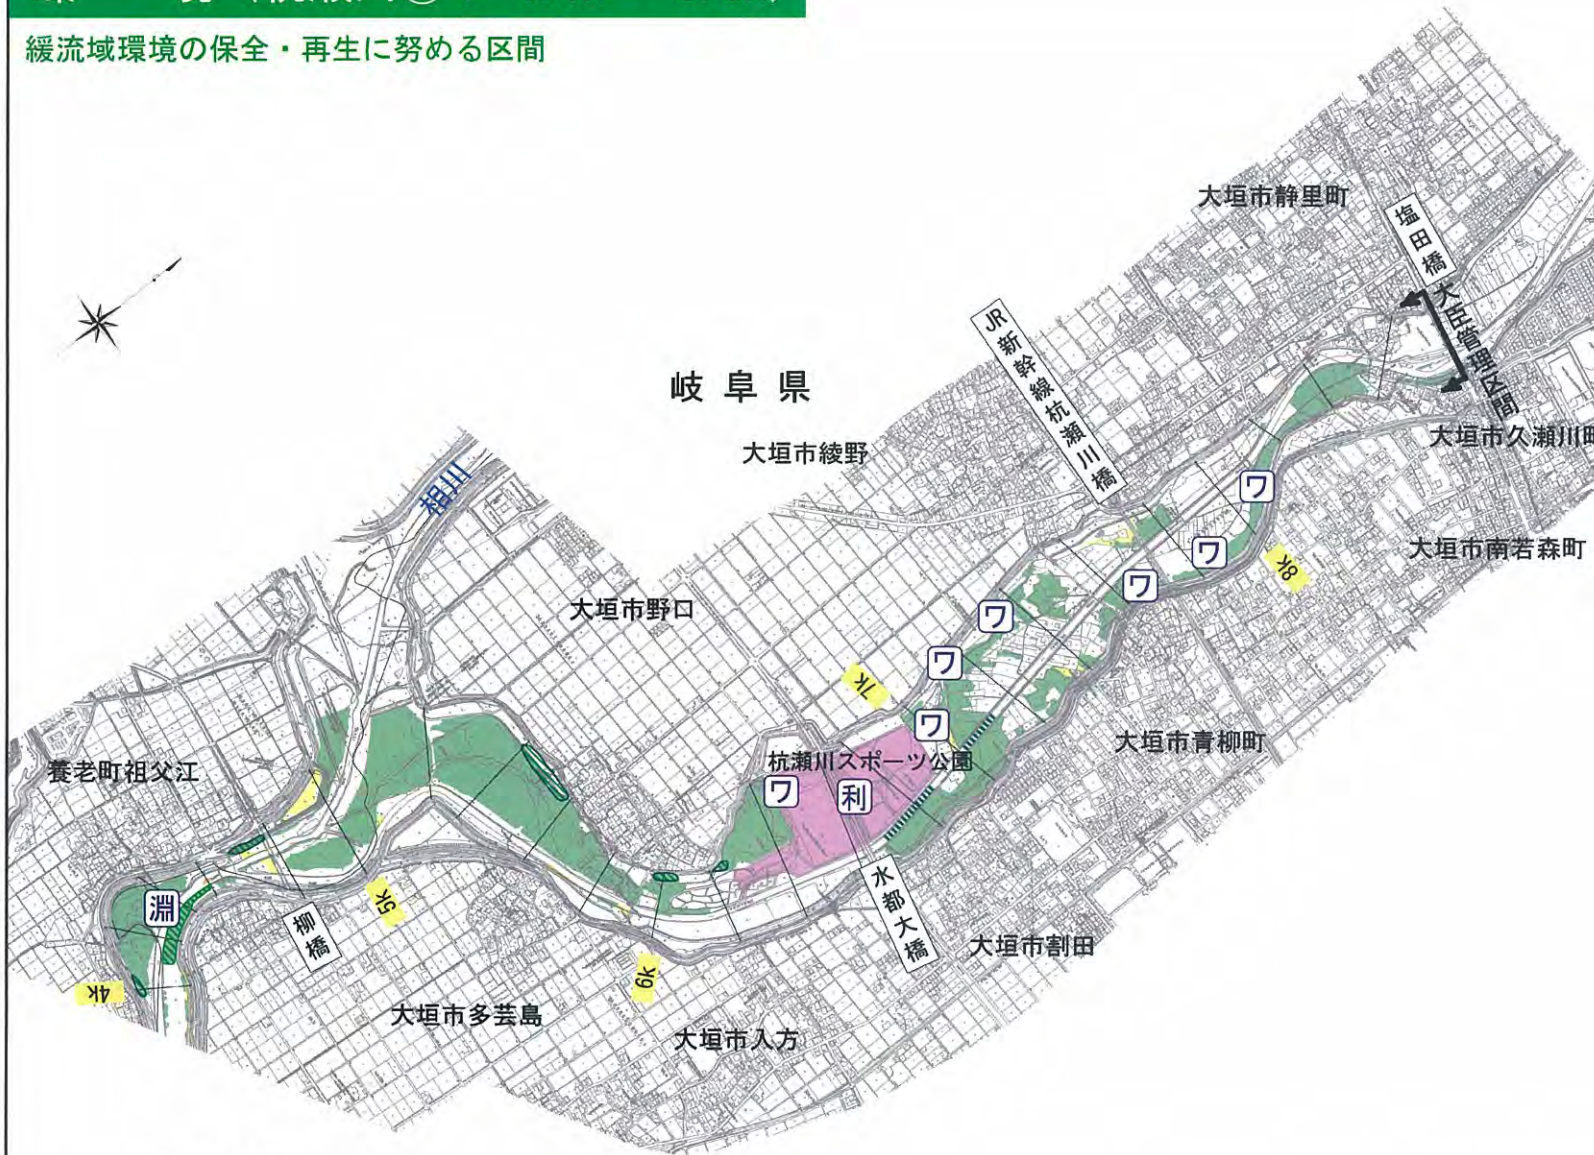 緩流域環境の保全・再生に努める区間
大垣市静里町
塩田橋
大臣管理区間
JR新幹線杭瀬川橋
岐阜県
大垣市久瀬川町
大垣市綾野
相川
ワ
大垣市南若森町
ワ
8k
ワ
大垣市野口
ワ
ワ
7k
ワ
大垣市青柳町
養老町祖父江
杭瀬川スポーツ公園
ワ
利
淵
柳橋
5k
水都大橋
大垣市割田
6k
4k
大垣市多芸島
大垣市入方